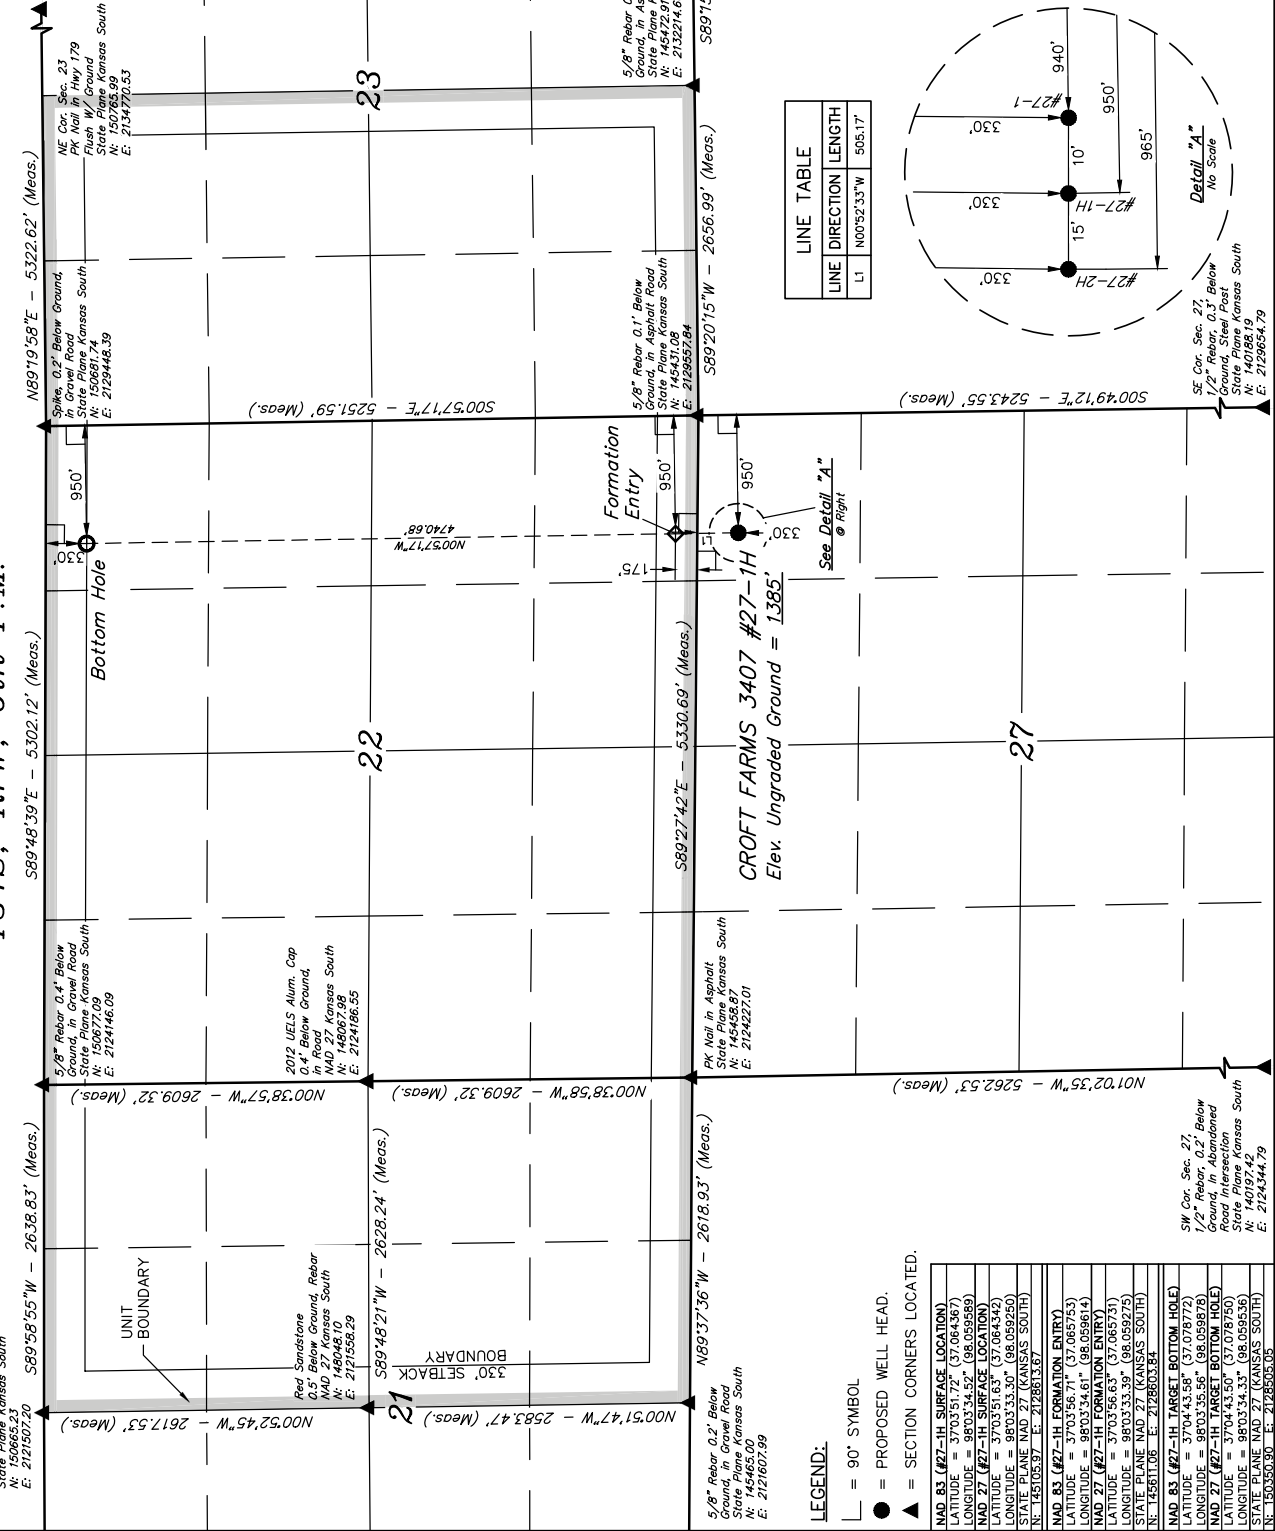 NE Cor. Sec. 23
PK Nail in Hwy 179
Flush W/ Ground
State Plane Kansas South
N: 150765.99
E: 2134770.53
N89°19'58"E - 5322.62' (Meas.)
Spike, 0.2' Below Ground,
in Gravel Road
State Plane Kansas South
N: 150681.74
E: 2129448.39
S89°48'39"E - 5302.12' (Meas.)
5/8" Rebar 0.4' Below
Ground, in Gravel Road
State Plane Kansas South
N: 150677.09
E: 2124146.09
S89°58'55"W - 2638.83' (Meas.)
State Plane Kansas South
N: 150665.23
E: 2121507.20
23
22
21
27
5/8" Rebar
Ground, in
State Plane
N: 145472.91
S89°20'15"W - 2656.99' (Meas.)
5/8" Rebar 0.1' Below
Ground, in Asphalt Road
State Plane Kansas South
N: 145431.08
E: 2129557.84
S00°57'17"E - 5251.59' (Meas.)
S00°49'12"E - 5243.55' (Meas.)
950'
330'
Bottom Hole
N00°57'17"W
4740.68'
Formation
Entry
950'
175'
L1
950'
330'
See Detail "A"
@ Right
CROFT FARMS 3407 #27-1H
Elev. Ungraded Ground = 1385'
S89°27'42"E - 5330.69' (Meas.)
2012 UELS Alum. Cap
0.4' Below Ground,
in Road
NAD 27 Kansas South
N: 148067.98
E: 2124186.55
N00°38'57"W - 2609.32' (Meas.)
N00°38'58"W - 2609.32' (Meas.)
PK Nail in Asphalt
State Plane Kansas South
N: 145458.87
E: 2124227.01
N01°02'35"W - 5262.53' (Meas.)
UNIT
BOUNDARY
Red Sandstone
0.5' Below Ground, Rebar
NAD 27 Kansas South
N: 148048.10
E: 2121558.29
S89°48'21"W - 2628.24' (Meas.)
330' SETBACK
BOUNDARY
N00°52'45"W - 2617.53' (Meas.)
N00°51'47"W - 2583.47' (Meas.)
N89°37'36"W - 2618.93' (Meas.)
5/8" Rebar 0.2' Below
Ground, in Gravel Road
State Plane Kansas South
N: 145465.00
E: 2121607.99
SW Cor. Sec. 27,
1/2" Rebar, 0.2' Below
Ground, in Abandoned
Road Intersection
State Plane Kansas South
N: 140197.42
E: 2124344.79
SE Cor. Sec. 27,
1/2" Rebar, 0.3' Below
Ground, Steel Post
State Plane Kansas South
N: 140188.19
E: 2129654.79
LINE TABLE
LINE DIRECTION LENGTH
L1 N00°52'33"W 505.17'
940'
950'
965'
330'
330'
330'
#27-1
#27-1H
#27-2H
10'
15'
Detail "A"
No Scale
LEGEND:
= 90° SYMBOL
= PROPOSED WELL HEAD.
= SECTION CORNERS LOCATED.
NAD 83 (#27-1H SURFACE LOCATION)
LATITUDE = 37°03'51.72" (37.064367)
LONGITUDE = 98°03'34.52" (98.059589)
NAD 27 (#27-1H SURFACE LOCATION)
LATITUDE = 37°03'51.63" (37.064342)
LONGITUDE = 98°03'33.30" (98.059250)
STATE PLANE NAD 27 (KANSAS SOUTH)
N: 145105.97 E: 2128613.67
NAD 83 (#27-1H FORMATION ENTRY)
LATITUDE = 37°03'56.71" (37.065753)
LONGITUDE = 98°03'34.61" (98.059614)
NAD 27 (#27-1H FORMATION ENTRY)
LATITUDE = 37°03'56.63" (37.065731)
LONGITUDE = 98°03'33.39" (98.059275)
STATE PLANE NAD 27 (KANSAS SOUTH)
N: 145611.06 E: 2128603.84
NAD 83 (#27-1H TARGET BOTTOM HOLE)
LATITUDE = 37°04'43.58" (37.078772)
LONGITUDE = 98°03'35.56" (98.059878)
NAD 27 (#27-1H TARGET BOTTOM HOLE)
LATITUDE = 37°04'43.50" (37.078750)
LONGITUDE = 98°03'34.33" (98.059536)
STATE PLANE NAD 27 (KANSAS SOUTH)
N: 150350.90 E: 2128505.05